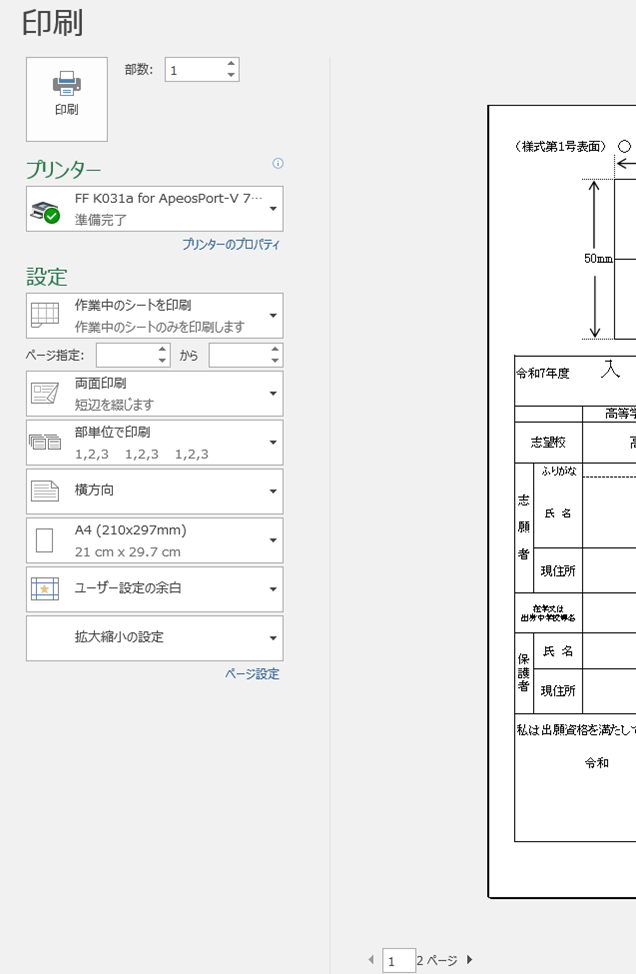 印刷
部数: 1
印刷
プリンター
FF K031a for ApeosPort-V 7…
準備完了
プリンターのプロパティ
設定
作業中のシートを印刷
作業中のシートのみを印刷します
ページ指定: から
両面印刷
短辺を綴じます
部単位で印刷
1,2,3 1,2,3 1,2,3
横方向
A4 (210x297mm)
21 cm x 29.7 cm
ユーザー設定の余白
拡大縮小の設定
ページ設定
(様式第1号表面) ○
50mm
令和7年度 入
高等学
志望校
ふりがな
志願者
氏 名
現住所
在学又は
出身中学校等名
保護者
氏 名
現住所
私は出願資格を満たして
令和
1 2 ページ